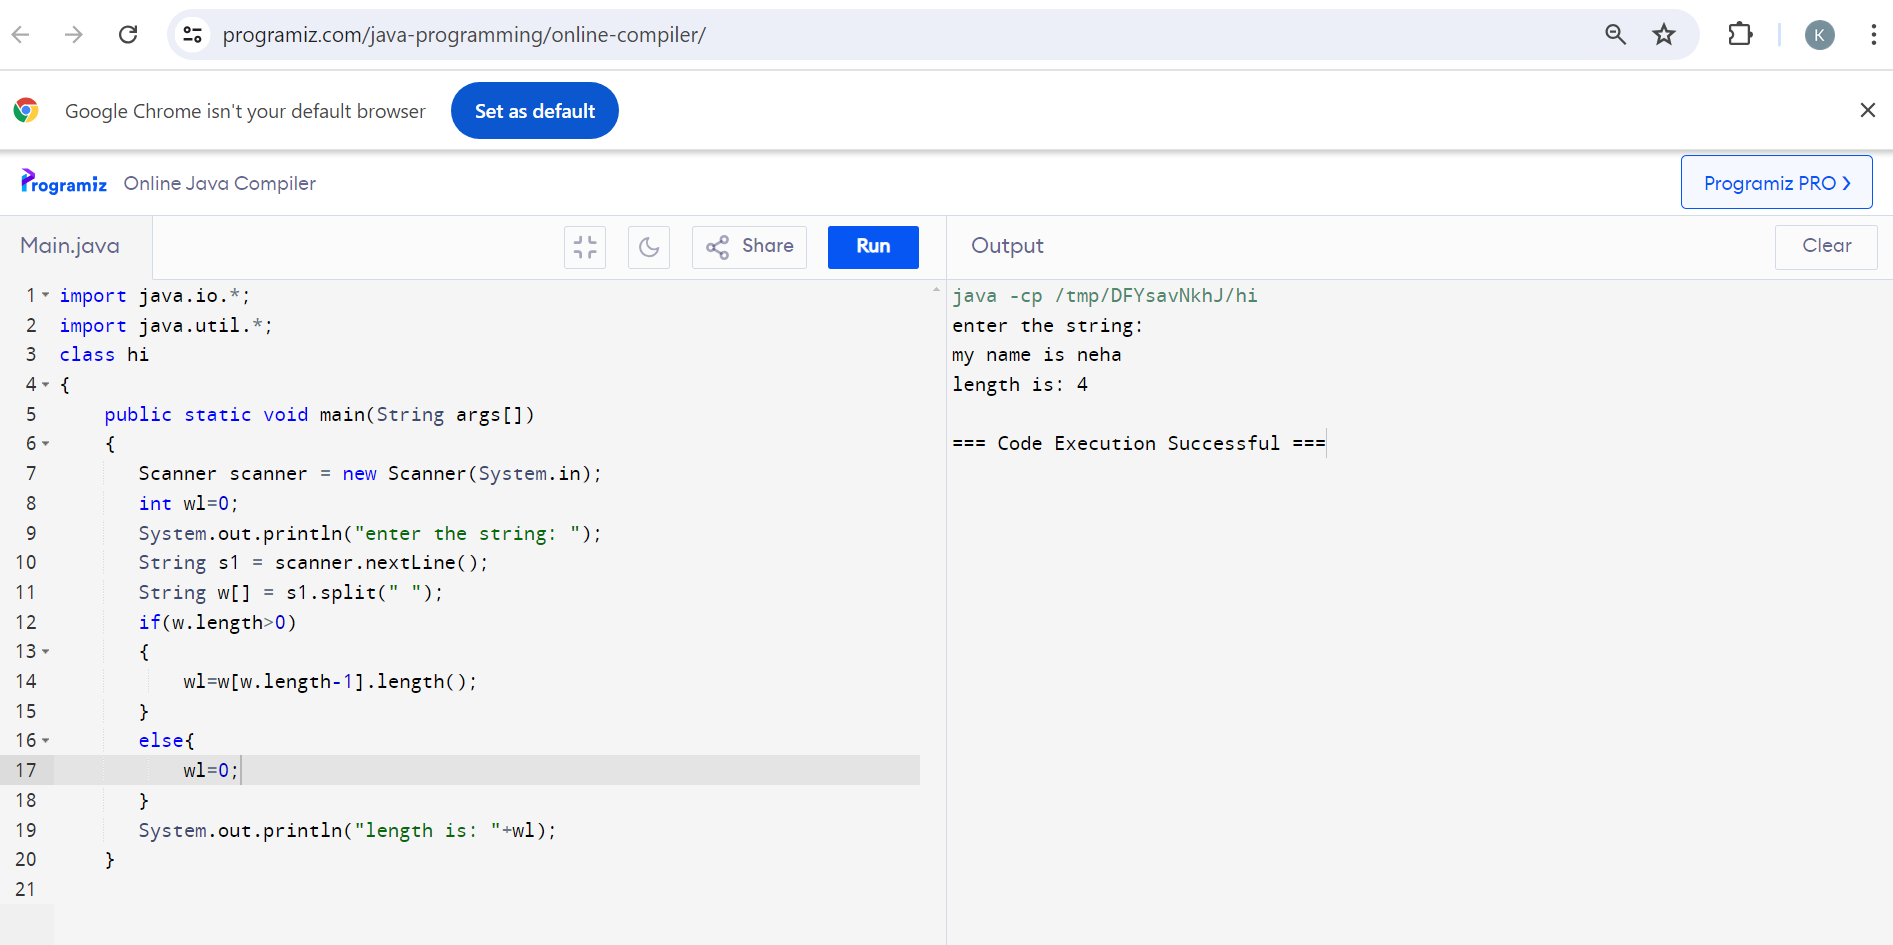 programiz.com/java-programming/online-compiler/
K
Google Chrome isn't your default browser
Set as default
Programiz Online Java Compiler
Programiz PRO ›
Main.java
Share
Run
Output
Clear
1 import java.io.*;
2 import java.util.*;
3 class hi
4 {
5 public static void main(String args[])
6 {
7 Scanner scanner = new Scanner(System.in);
8 int wl=0;
9 System.out.println("enter the string: ");
10 String s1 = scanner.nextLine();
11 String w[] = s1.split(" ");
12 if(w.length>0)
13 {
14 wl=w[w.length-1].length();
15 }
16 else{
17 wl=0;
18 }
19 System.out.println("length is: "+wl);
20 }
21
java -cp /tmp/DFYsavNkhJ/hi
enter the string:
my name is neha
length is: 4
=== Code Execution Successful ===